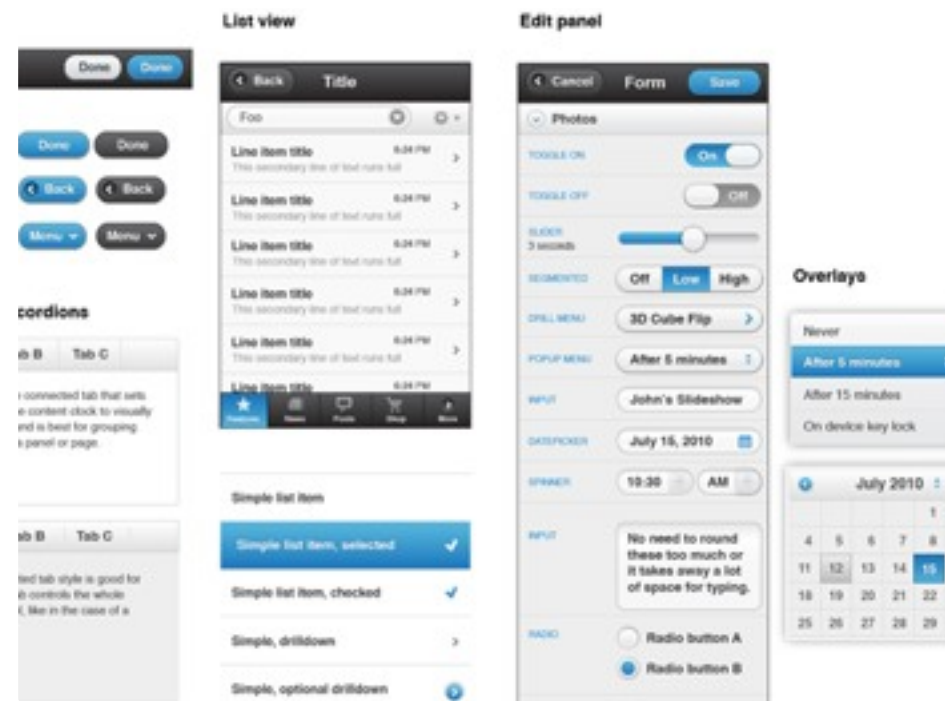 List view
Edit panel
Done Done
Back Title
Cancel Form Save
Foo
Photos
Done Done
Line item title 6:24 PM
This secondary line of text runs full
TOGGLE ON On
Back Back
Line item title 6:24 PM
This secondary line of text runs full
TOGGLE OFF Off
Menu Menu
Line item title 6:24 PM
This secondary line of text runs full
SLIDER
3 seconds
Line item title 6:24 PM
This secondary line of text runs full
SEGMENTED Off Low High
Overlays
cordions
Line item title 6:24 PM
This secondary line of text runs full
DRILL MENU 3D Cube Flip
Never
ab B Tab C
POPUP MENU After 5 minutes
After 5 minutes
Line item title 6:24 PM
connected tab that sets
e content clock to visually
and is best for grouping
a panel or page.
INPUT John's Slideshow
After 15 minutes
On device key lock
Features News Posts Shop More
DATEPICKER July 15, 2010
SPINNER 10:30 AM
July 2010
1
4 5 6 7 8
11 12 13 14 15
18 19 20 21 22
25 26 27 28 29
Simple list item
ab B Tab C
Simple list item, selected
INPUT
No need to round
these too much or
it takes away a lot
of space for typing.
ted tab style is good for
ab controls the whole
l, like in the case of a
Simple list item, checked
Simple, drilldown
RADIO Radio button A
Radio button B
Simple, optional drilldown